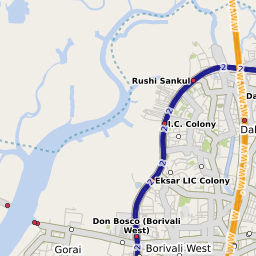 2
Rushi Sankul
Da
I.C. Colony
Dah
2
Eksar LIC Colony
2
Don Bosco (Borivali
West)
2
Gorai
Borivali West